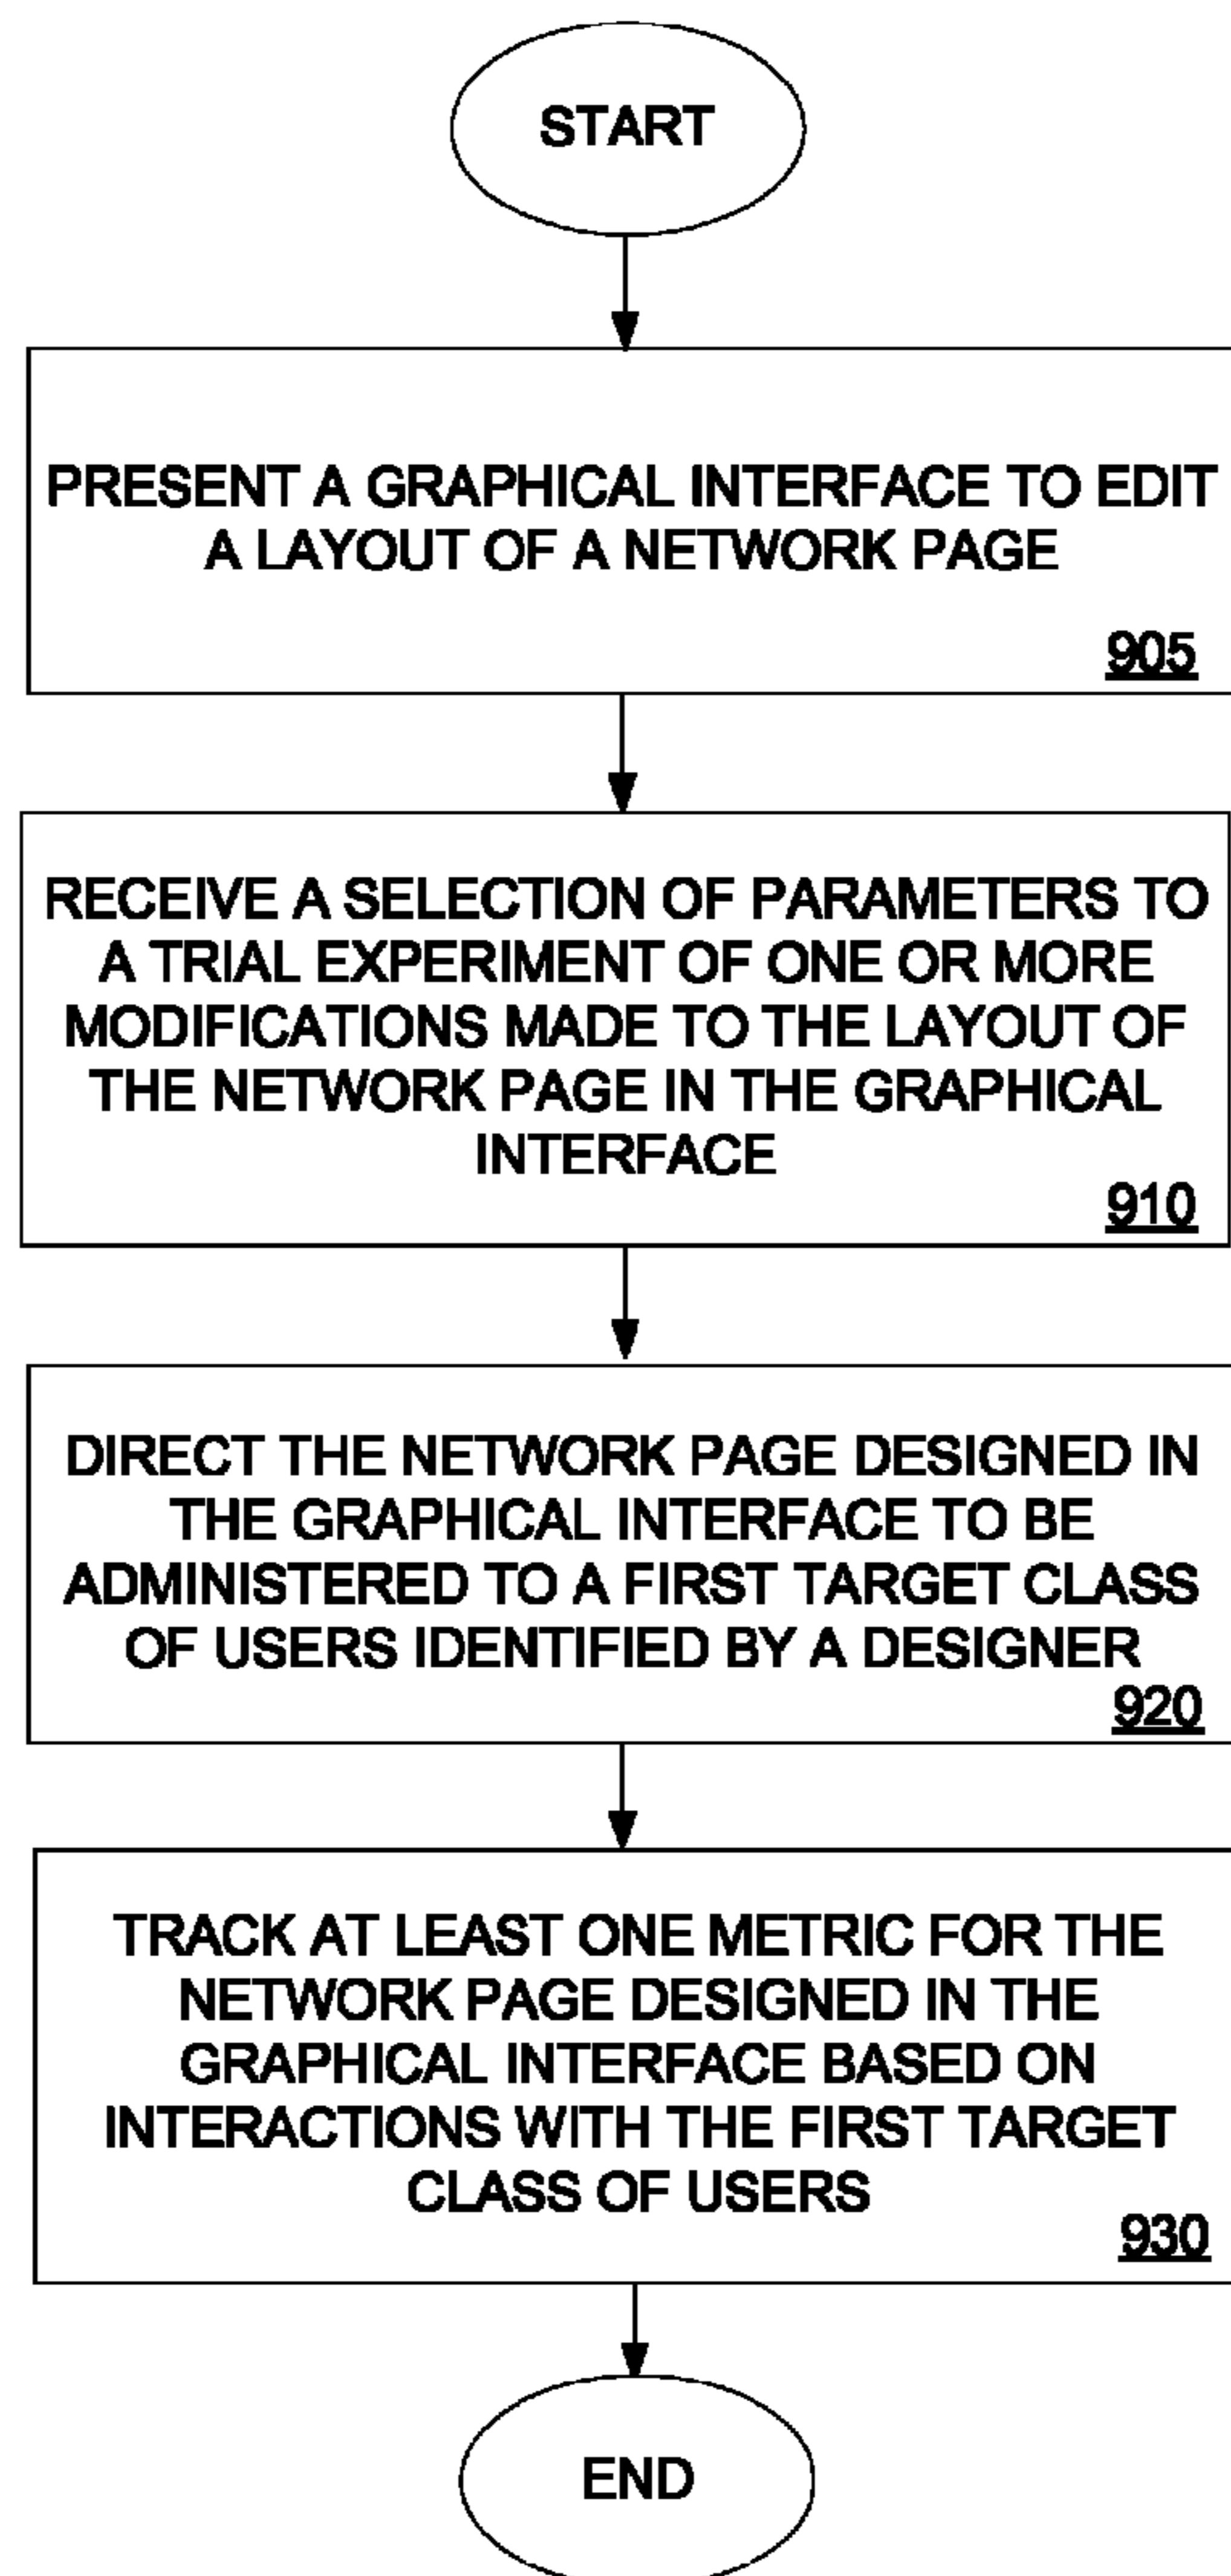 START
PRESENT A GRAPHICAL INTERFACE TO EDIT
A LAYOUT OF A NETWORK PAGE
905
RECEIVE A SELECTION OF PARAMETERS TO
A TRIAL EXPERIMENT OF ONE OR MORE
MODIFICATIONS MADE TO THE LAYOUT OF
THE NETWORK PAGE IN THE GRAPHICAL
INTERFACE
910
DIRECT THE NETWORK PAGE DESIGNED IN
THE GRAPHICAL INTERFACE TO BE
ADMINISTERED TO A FIRST TARGET CLASS
OF USERS IDENTIFIED BY A DESIGNER
920
TRACK AT LEAST ONE METRIC FOR THE
NETWORK PAGE DESIGNED IN THE
GRAPHICAL INTERFACE BASED ON
INTERACTIONS WITH THE FIRST TARGET
CLASS OF USERS
930
END